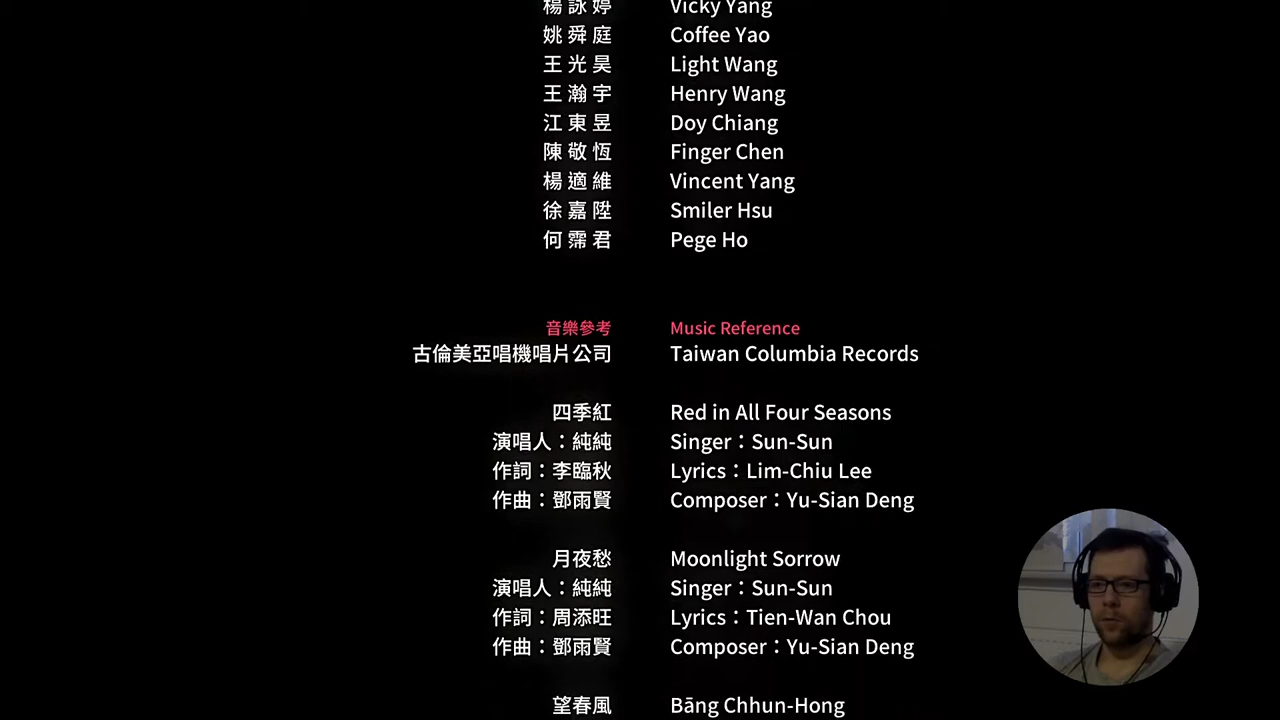 楊詠婷 Vicky Yang
姚舜庭 Coffee Yao
王光昊 Light Wang
王瀚宇 Henry Wang
江東昱 Doy Chiang
陳敬恆 Finger Chen
楊適維 Vincent Yang
徐嘉陞 Smiler Hsu
何霈君 Pege Ho
音樂參考 Music Reference
古倫美亞唱機唱片公司 Taiwan Columbia Records
四季紅 Red in All Four Seasons
演唱人：純純 Singer：Sun-Sun
作詞：李臨秋 Lyrics：Lim-Chiu Lee
作曲：鄧雨賢 Composer：Yu-Sian Deng
月夜愁 Moonlight Sorrow
演唱人：純純 Singer：Sun-Sun
作詞：周添旺 Lyrics：Tien-Wan Chou
作曲：鄧雨賢 Composer：Yu-Sian Deng
望春風 Bāng Chhun-Hong